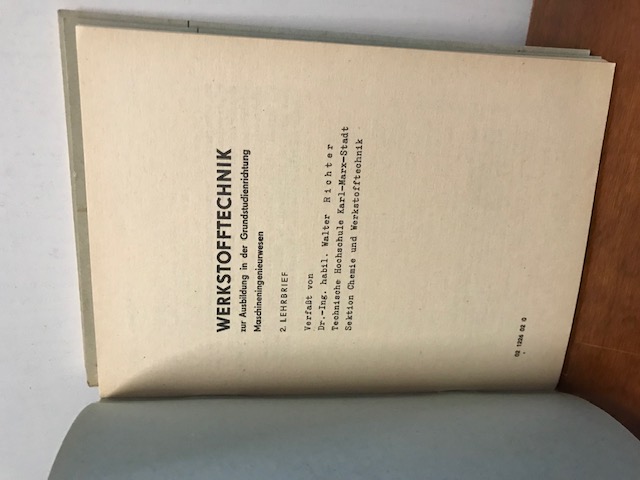 WERKSTOFFTECHNIK
zur Ausbildung in der Grundstudienrichtung
Maschineningenieurwesen
2. LEHRBRIEF
Verfaßt von
Dr.-Ing. habil. Walter Richter
Technische Hochschule Karl-Marx-Stadt
Sektion Chemie und Werkstofftechnik
02 1226 02 0